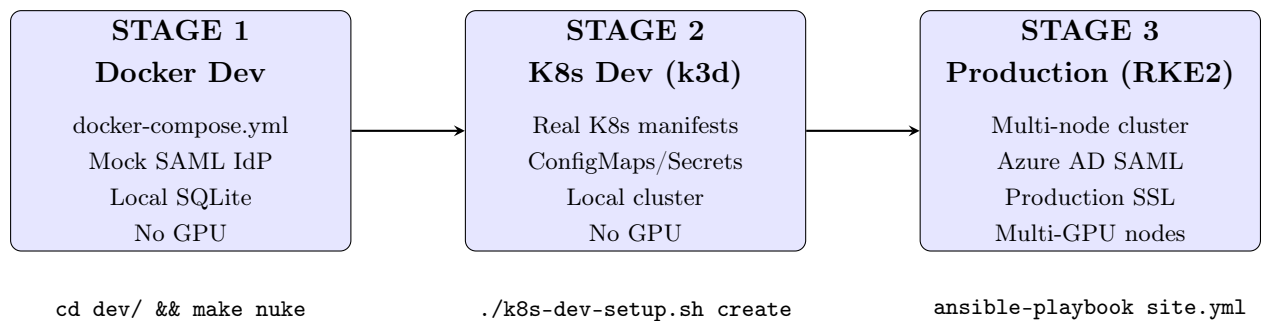 STAGE 1
Docker Dev
docker-compose.yml
Mock SAML IdP
Local SQLite
No GPU
cd dev/ && make nuke
STAGE 2
K8s Dev (k3d)
Real K8s manifests
ConfigMaps/Secrets
Local cluster
No GPU
./k8s-dev-setup.sh create
STAGE 3
Production (RKE2)
Multi-node cluster
Azure AD SAML
Production SSL
Multi-GPU nodes
ansible-playbook site.yml